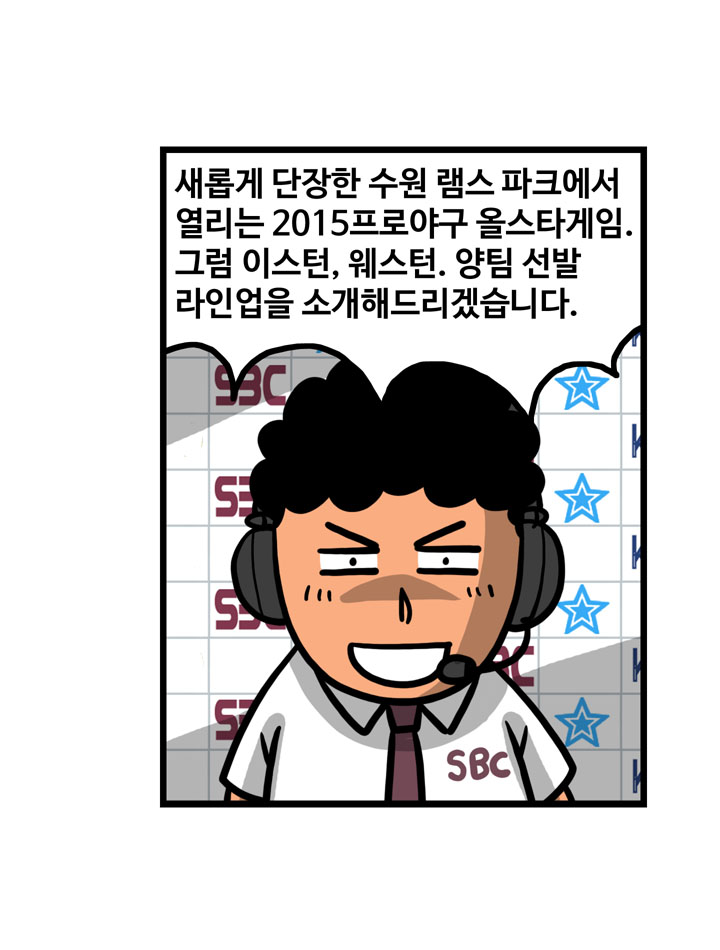 새롭게 단장한 수원 램스 파크에서
열리는 2015프로야구 올스타게임.
그럼 이스턴, 웨스턴. 양팀 선발
라인업을 소개해드리겠습니다.
SBC
SBC